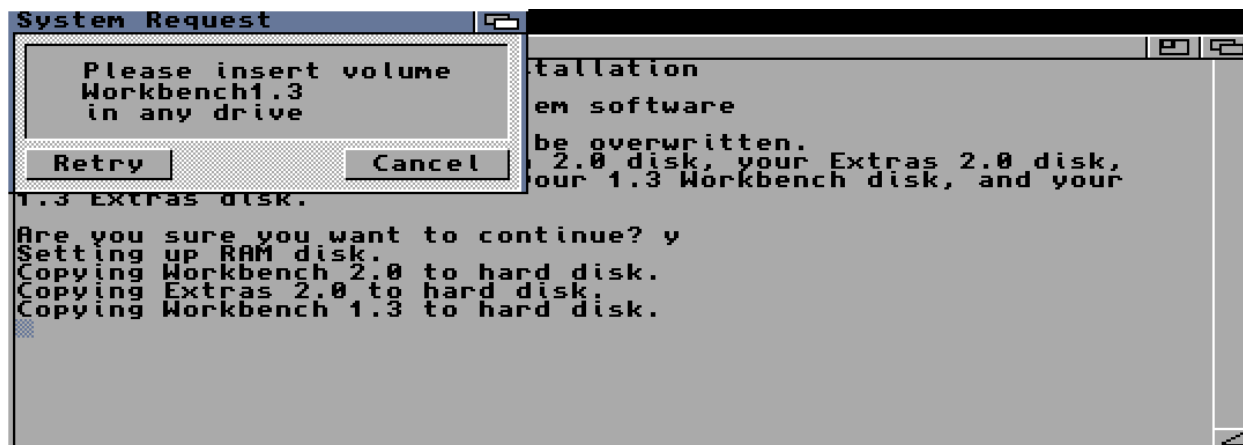 System Request
Please insert volume
Workbench1.3
in any drive
Retry
Cancel
tallation
em software
be overwritten.
2.0 disk, your Extras 2.0 disk,
our 1.3 Workbench disk, and your
1.3 Extras disk.
Are you sure you want to continue? y
Setting up RAM disk.
Copying Workbench 2.0 to hard disk.
Copying Extras 2.0 to hard disk.
Copying Workbench 1.3 to hard disk.